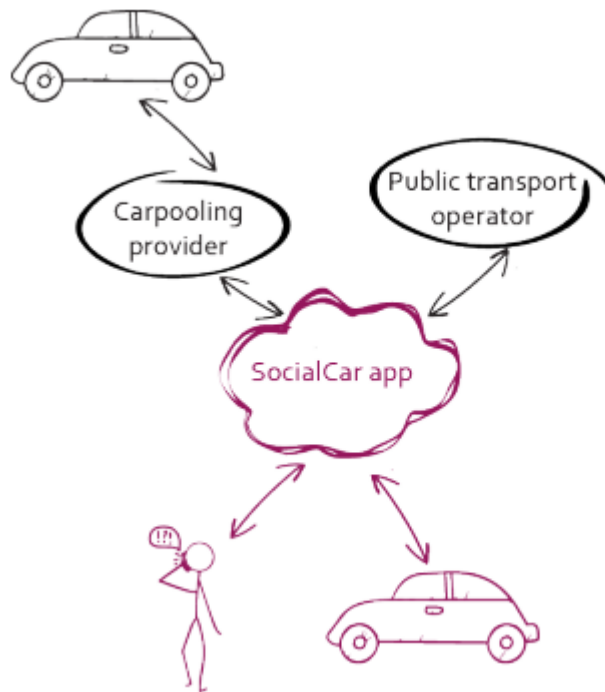 Carpooling
provider
Public transport
operator
SocialCar app
!?!